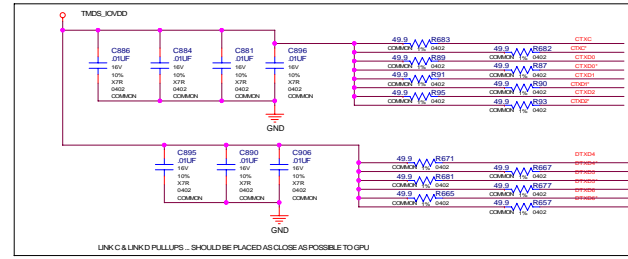 TMDS_IOVDD
C886
.01UF
16V
10%
X7R
0402
COMMON
C884
.01UF
16V
10%
X7R
0402
COMMON
C881
.01UF
16V
10%
X7R
0402
COMMON
C896
.01UF
16V
10%
X7R
0402
COMMON
GND
49.9 R683
COMMON 1% 0402
49.9 R682
COMMON 1% 0402
49.9 R89
COMMON 1% 0402
49.9 R87
COMMON 1% 0402
49.9 R91
COMMON 1% 0402
49.9 R90
COMMON 1% 0402
49.9 R95
COMMON 1% 0402
49.9 R93
COMMON 1% 0402
CTXC
CTXC*
CTXD0
CTXD0*
CTXD1
CTXD1*
CTXD2
CTXD2*
C895
.01UF
16V
10%
X7R
0402
COMMON
C890
.01UF
16V
10%
X7R
0402
COMMON
C906
.01UF
16V
10%
X7R
0402
COMMON
GND
49.9 R671
COMMON 1% 0402
49.9 R667
COMMON 1% 0402
49.9 R681
COMMON 1% 0402
49.9 R677
COMMON 1% 0402
49.9 R665
COMMON 1% 0402
49.9 R657
COMMON 1% 0402
DTXD4
LINK C & LINK D PULLUPS ... SHOULD BE PLACED AS CLOSE AS POSSIBLE TO GPU